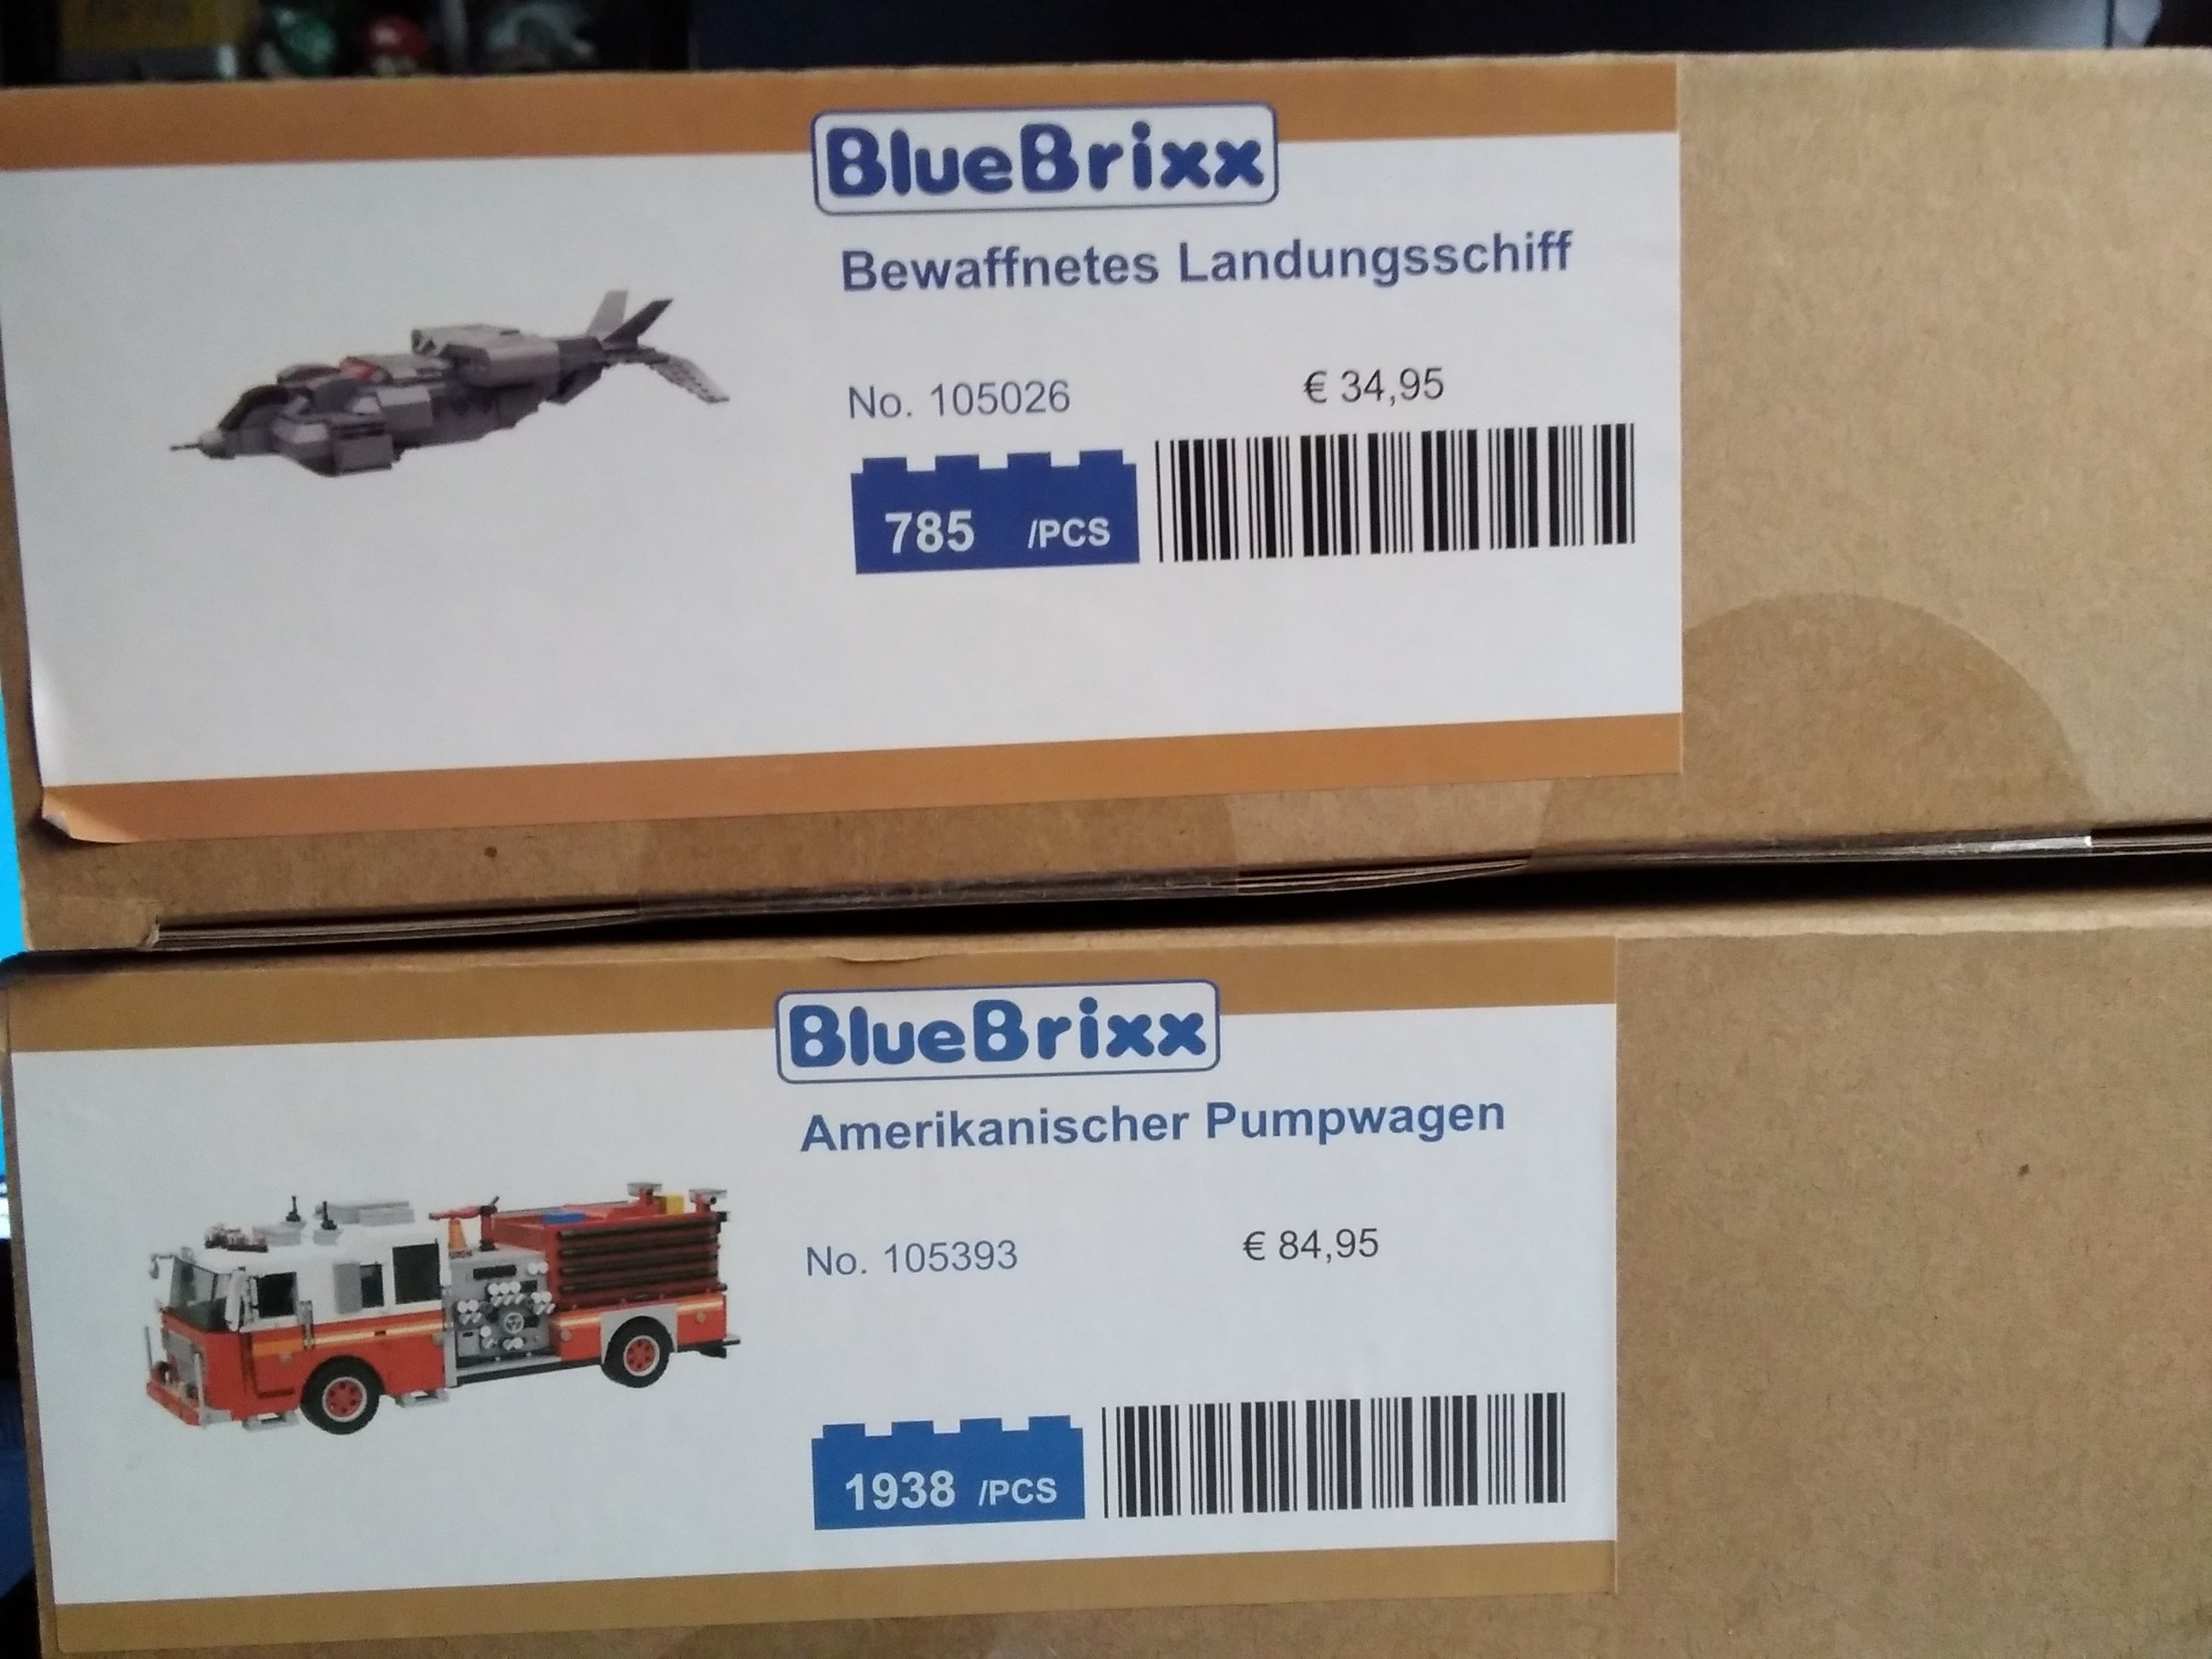 BlueBrixx
Bewaffnetes Landungsschiff
No. 105026 € 34,95
785 /PCS
BlueBrixx
Amerikanischer Pumpwagen
No. 105393 € 84,95
1938 /PCS